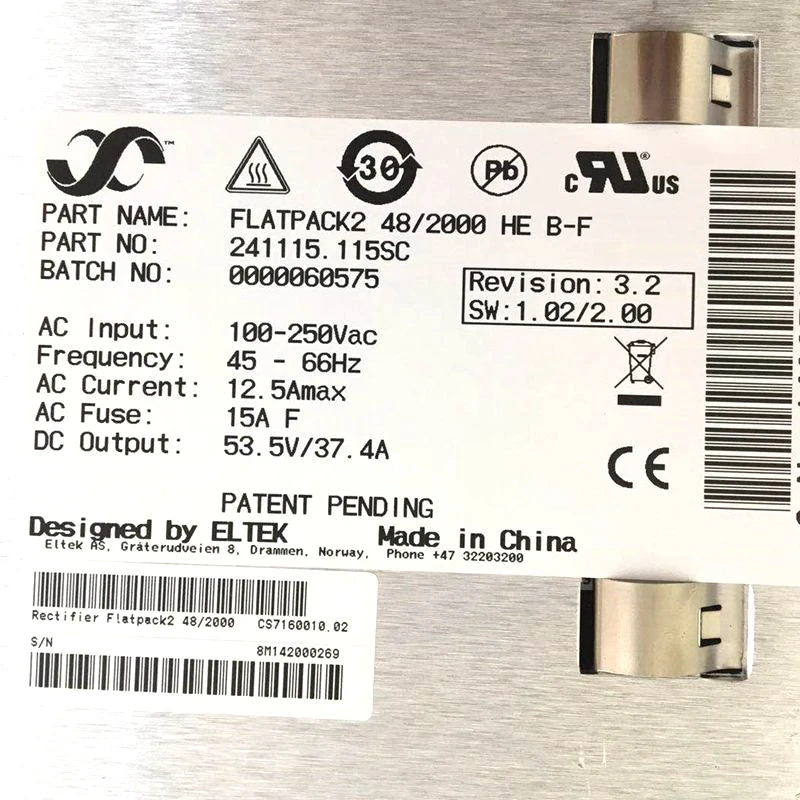 ™
30
Pb
c RU ® US
PART NAME: FLATPACK2 48/2000 HE B-F
PART NO: 241115.115SC
BATCH NO: 0000060575
Revision: 3.2
SW:1.02/2.00
AC Input: 100-250Vac
Frequency: 45 - 66Hz
AC Current: 12.5Amax
AC Fuse: 15A F
DC Output: 53.5V/37.4A
CE
PATENT PENDING
Designed by ELTEK Made in China
Eltek AS, Gråterudveien 8, Drammen, Norway, Phone +47 32203200
Rectifier Flatpack2 48/2000 CS7160010.02
S/N 8M142000269